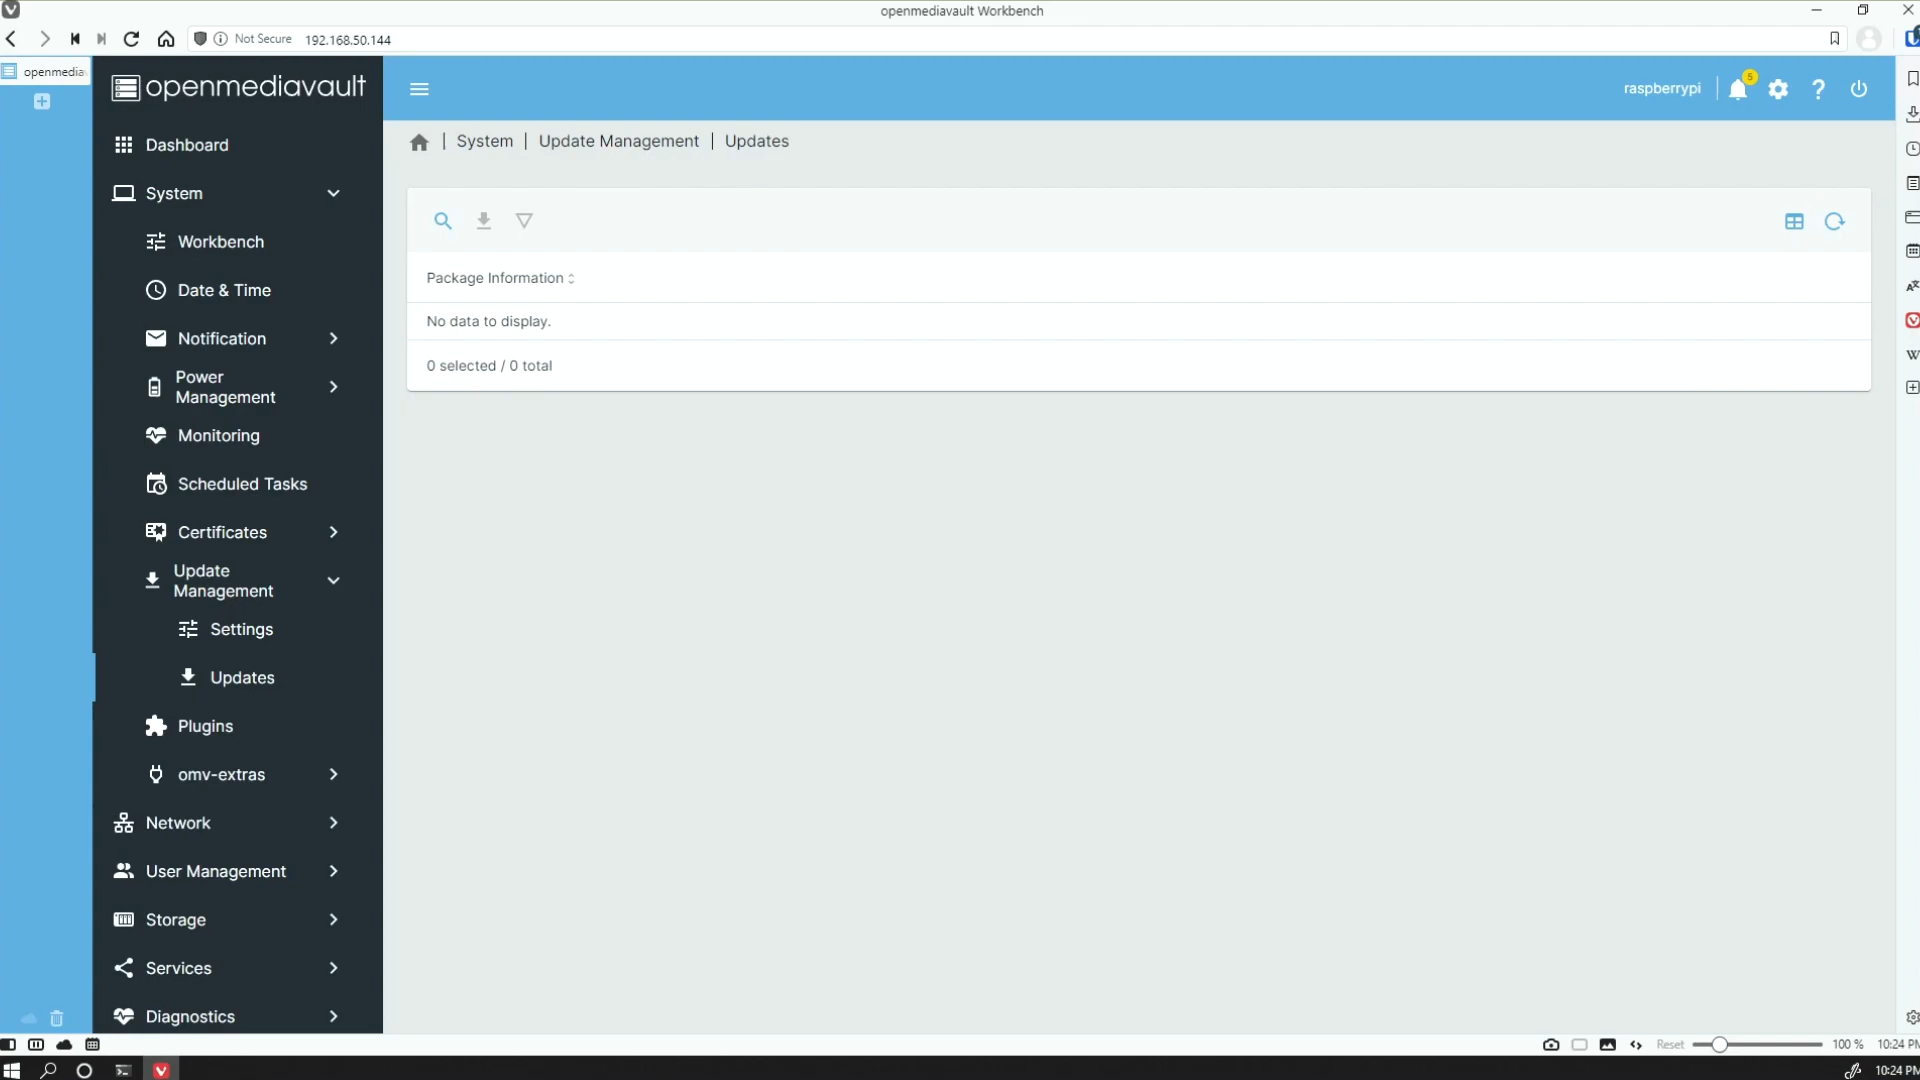 openmediavault Workbench
Not Secure 192.168.50.144
openmedia
openmediavault
raspberrypi
5
System | Update Management | Updates
Dashboard
System
Workbench
Date & Time
Notification
Power
Management
Monitoring
Scheduled Tasks
Certificates
Update
Management
Settings
Updates
Plugins
omv-extras
Network
User Management
Storage
Services
Diagnostics
Package Information
No data to display.
0 selected / 0 total
Reset
100 %
10:24 PM
10:24 PM